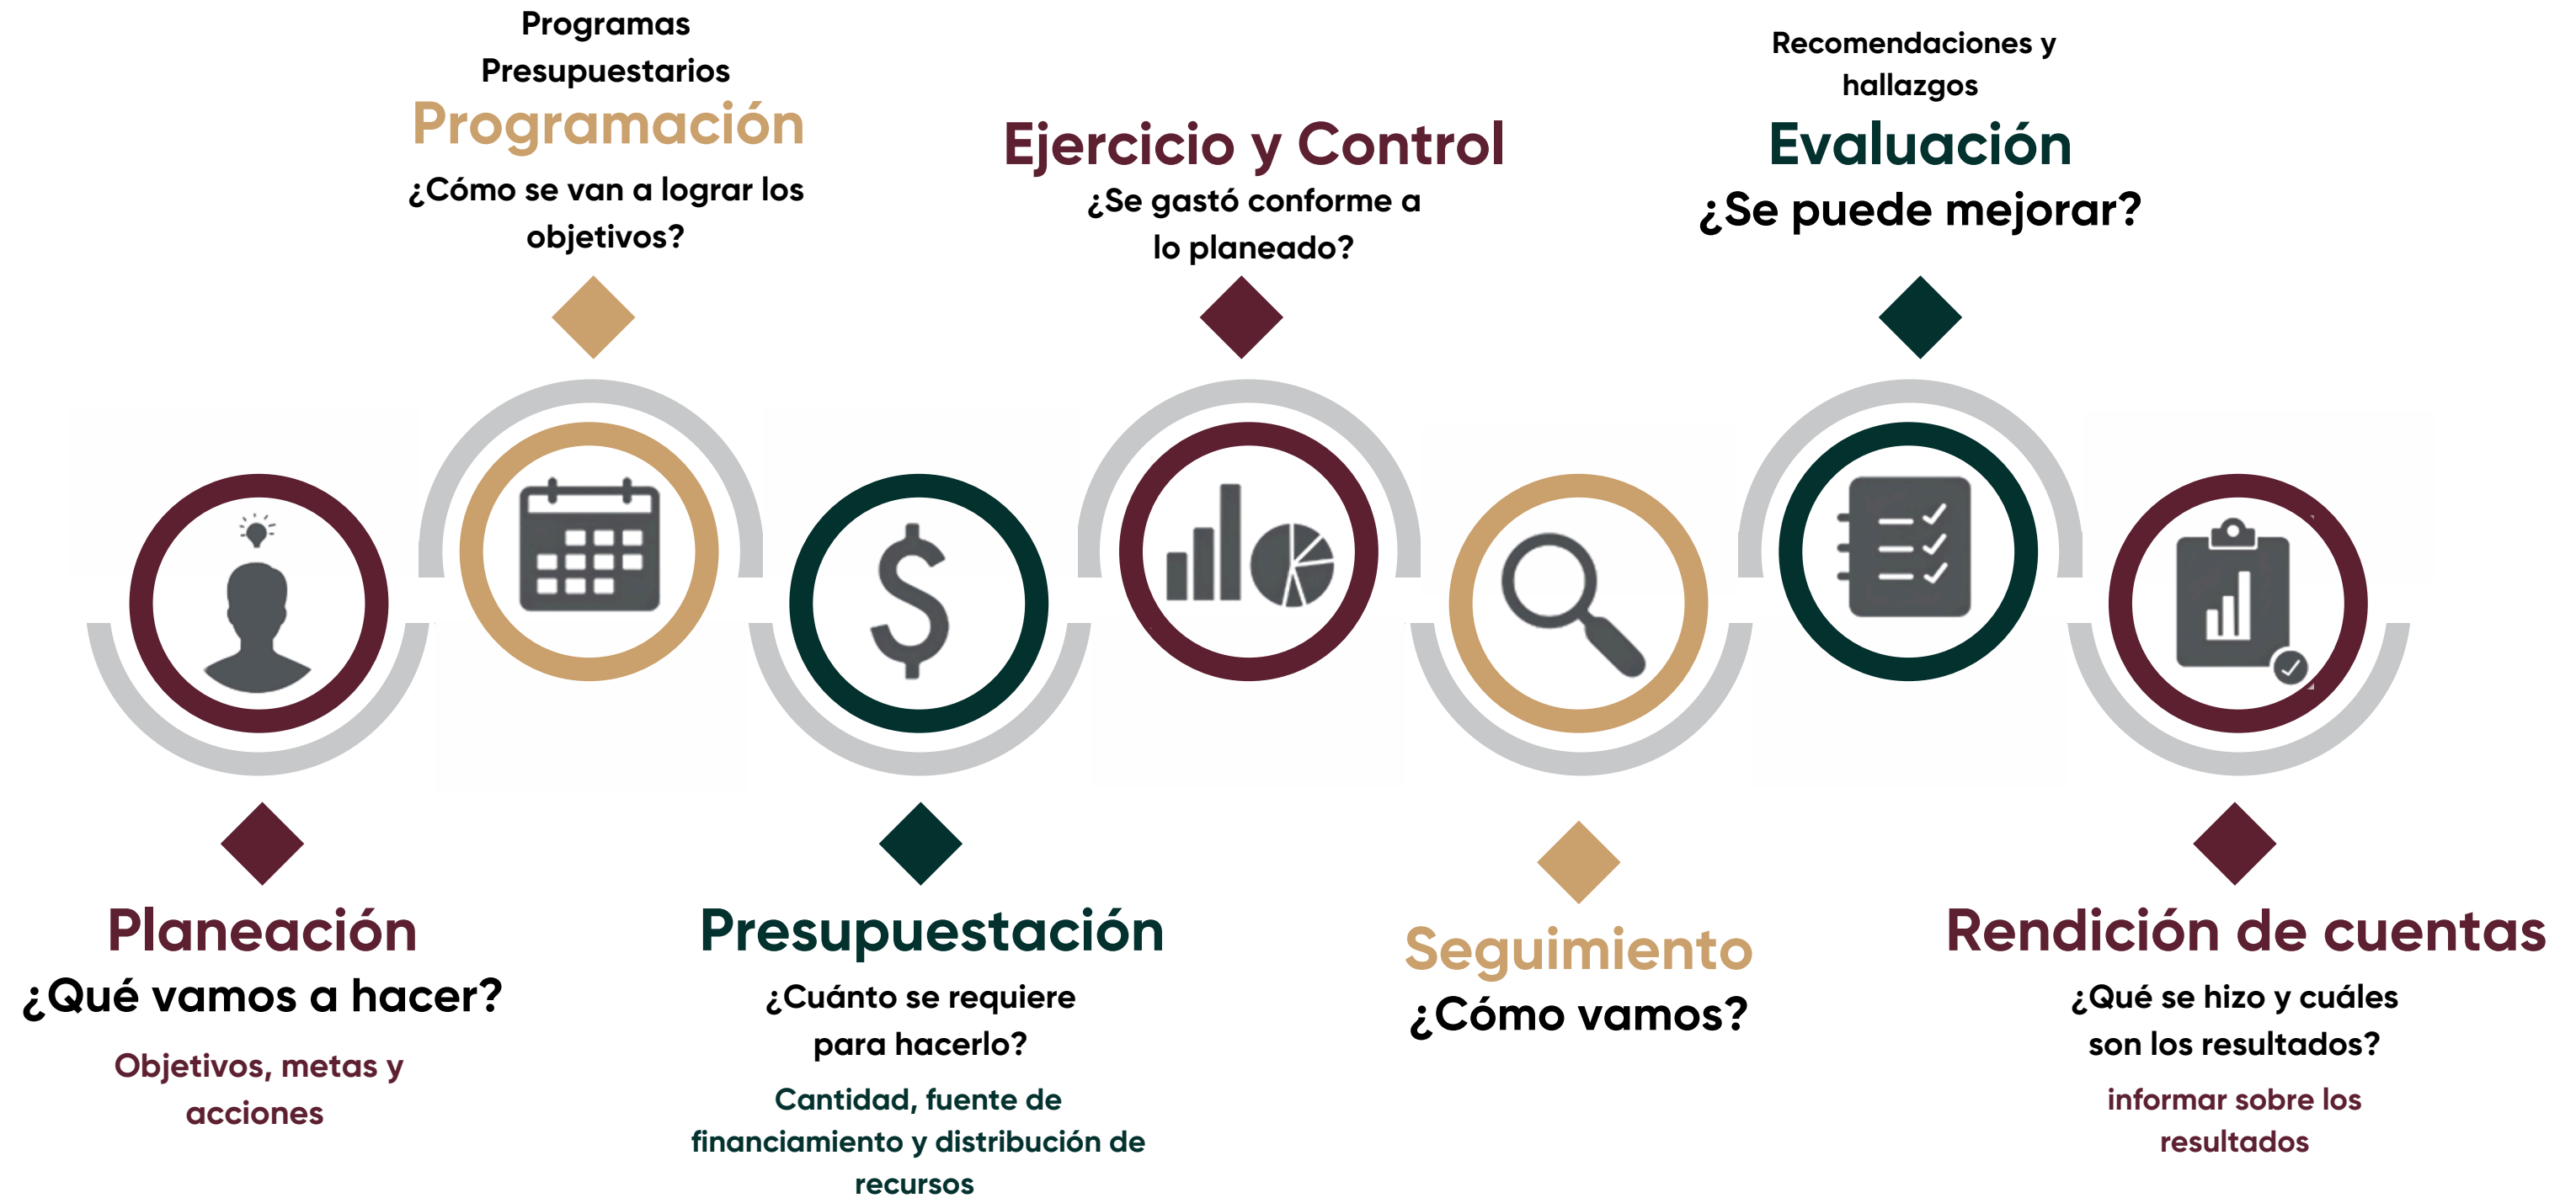 Programas
Presupuestarios
Programación
¿Cómo se van a lograr los
objetivos?
Ejercicio y Control
¿Se gastó conforme a
lo planeado?
Recomendaciones y
hallazgos
Evaluación
¿Se puede mejorar?
Planeación
¿Qué vamos a hacer?
Objetivos, metas y
acciones
Presupuestación
¿Cuánto se requiere
para hacerlo?
Cantidad, fuente de
financiamiento y distribución de
recursos
Seguimiento
¿Cómo vamos?
Rendición de cuentas
¿Qué se hizo y cuáles
son los resultados?
informar sobre los
resultados